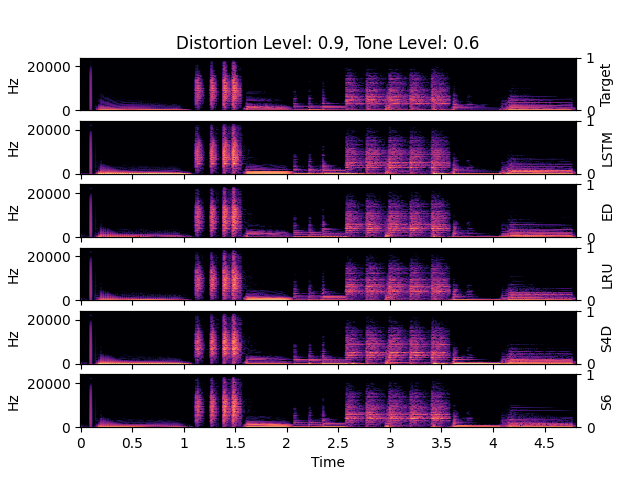 Distortion Level: 0.9, Tone Level: 0.6
Hz 20000 0 1 0 Target
Hz 20000 0 1 0 LSTM
Hz 20000 0 1 0 ED
Hz 20000 0 1 0 LRU
Hz 20000 0 1 0 S4D
Hz 20000 0 1 0 S6
0 0.5 1 1.5 2 2.5 3 3.5 4 4.5
Time